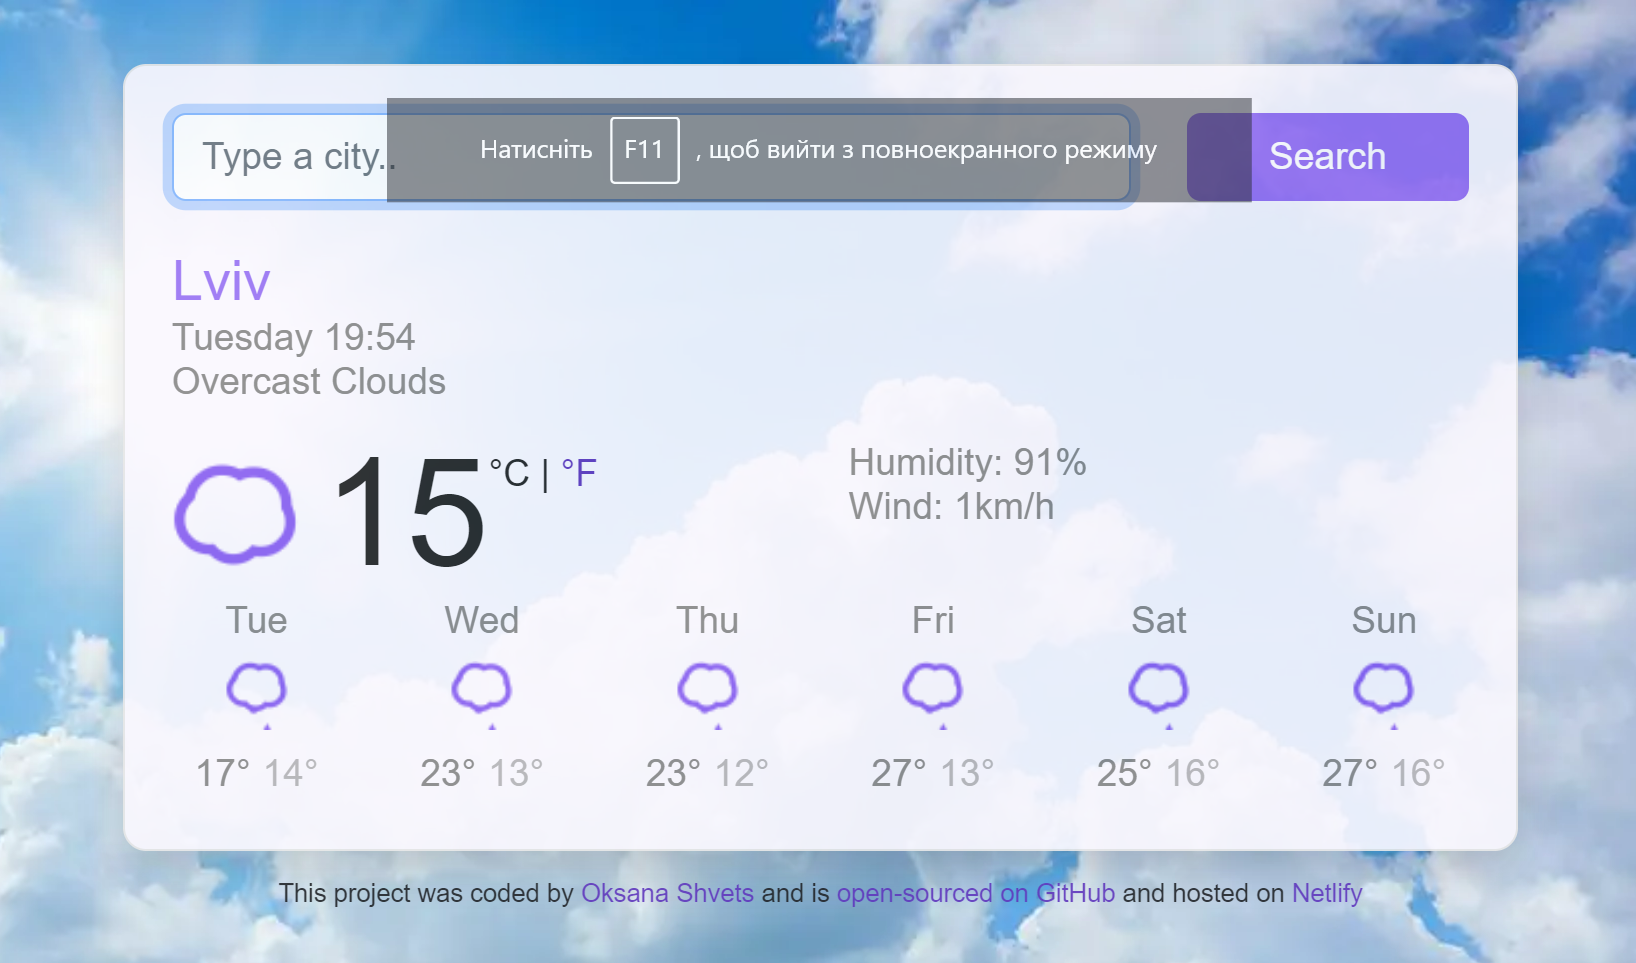 Type a city..
Натисніть F11 , щоб вийти з повноекранного режиму
Search
Lviv
Tuesday 19:54
Overcast Clouds
15 °C | °F
Humidity: 91%
Wind: 1km/h
Tue Wed Thu Fri Sat Sun
17° 14° 23° 13° 23° 12° 27° 13° 25° 16° 27° 16°
This project was coded by Oksana Shvets and is open-sourced on GitHub and hosted on Netlify